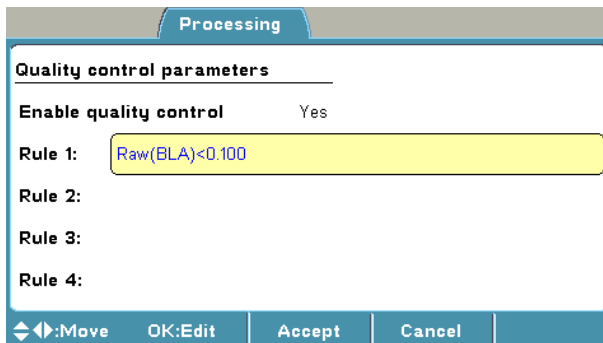 Processing
Quality control parameters
Enable quality control Yes
Rule 1: Raw(BLA)<0.100
Rule 2:
Rule 3:
Rule 4:
:Move OK:Edit Accept Cancel